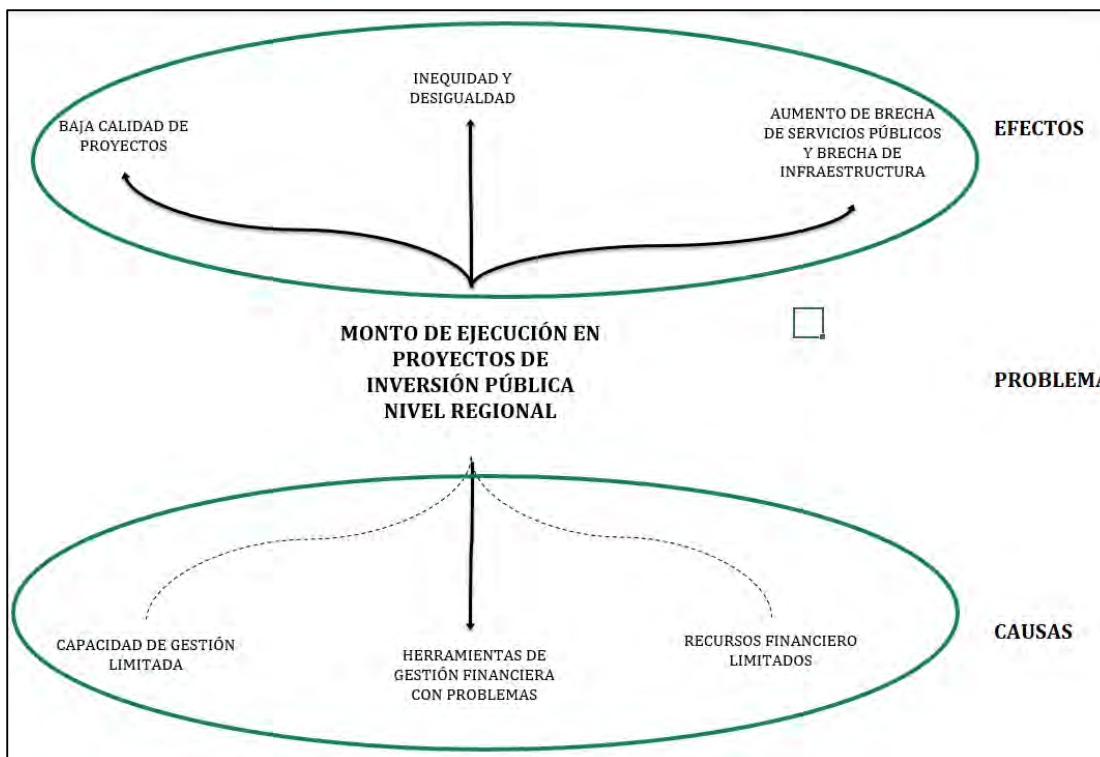 INEQUIDAD Y
DESIGUALDAD
BAJA CALIDAD DE
PROYECTOS
AUMENTO DE BRECHA
DE SERVICIOS PÚBLICOS
Y BRECHA DE
INFRAESTRUCTURA
EFECTOS
MONTO DE EJECUCIÓN EN
PROYECTOS DE
INVERSIÓN PÚBLICA
NIVEL REGIONAL
PROBLEMA
CAPACIDAD DE GESTIÓN
LIMITADA
HERRAMIENTAS DE
GESTIÓN FINANCIERA
CON PROBLEMAS
RECURSOS FINANCIERO
LIMITADOS
CAUSAS